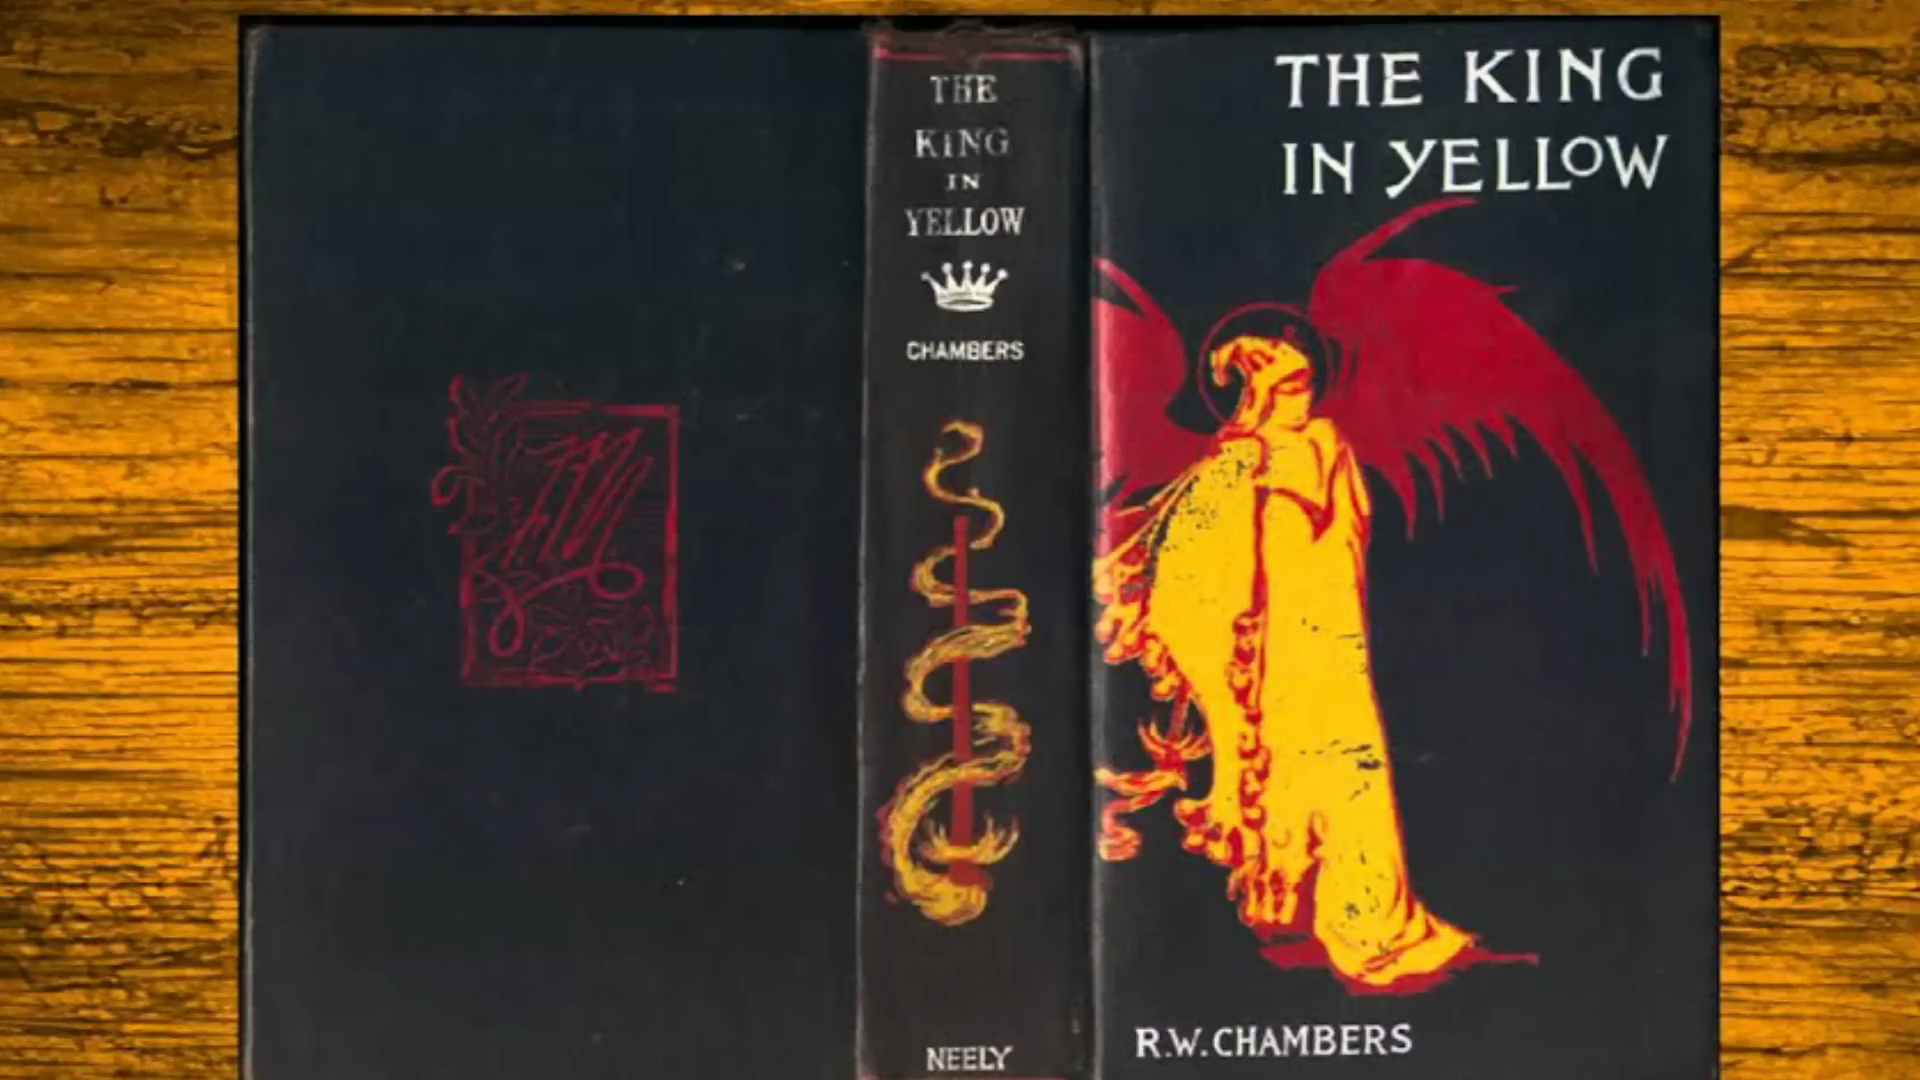 THE
KING
IN
YELLOW
CHAMBERS
NEELY
THE KING
IN YELLOW
R.W. CHAMBERS